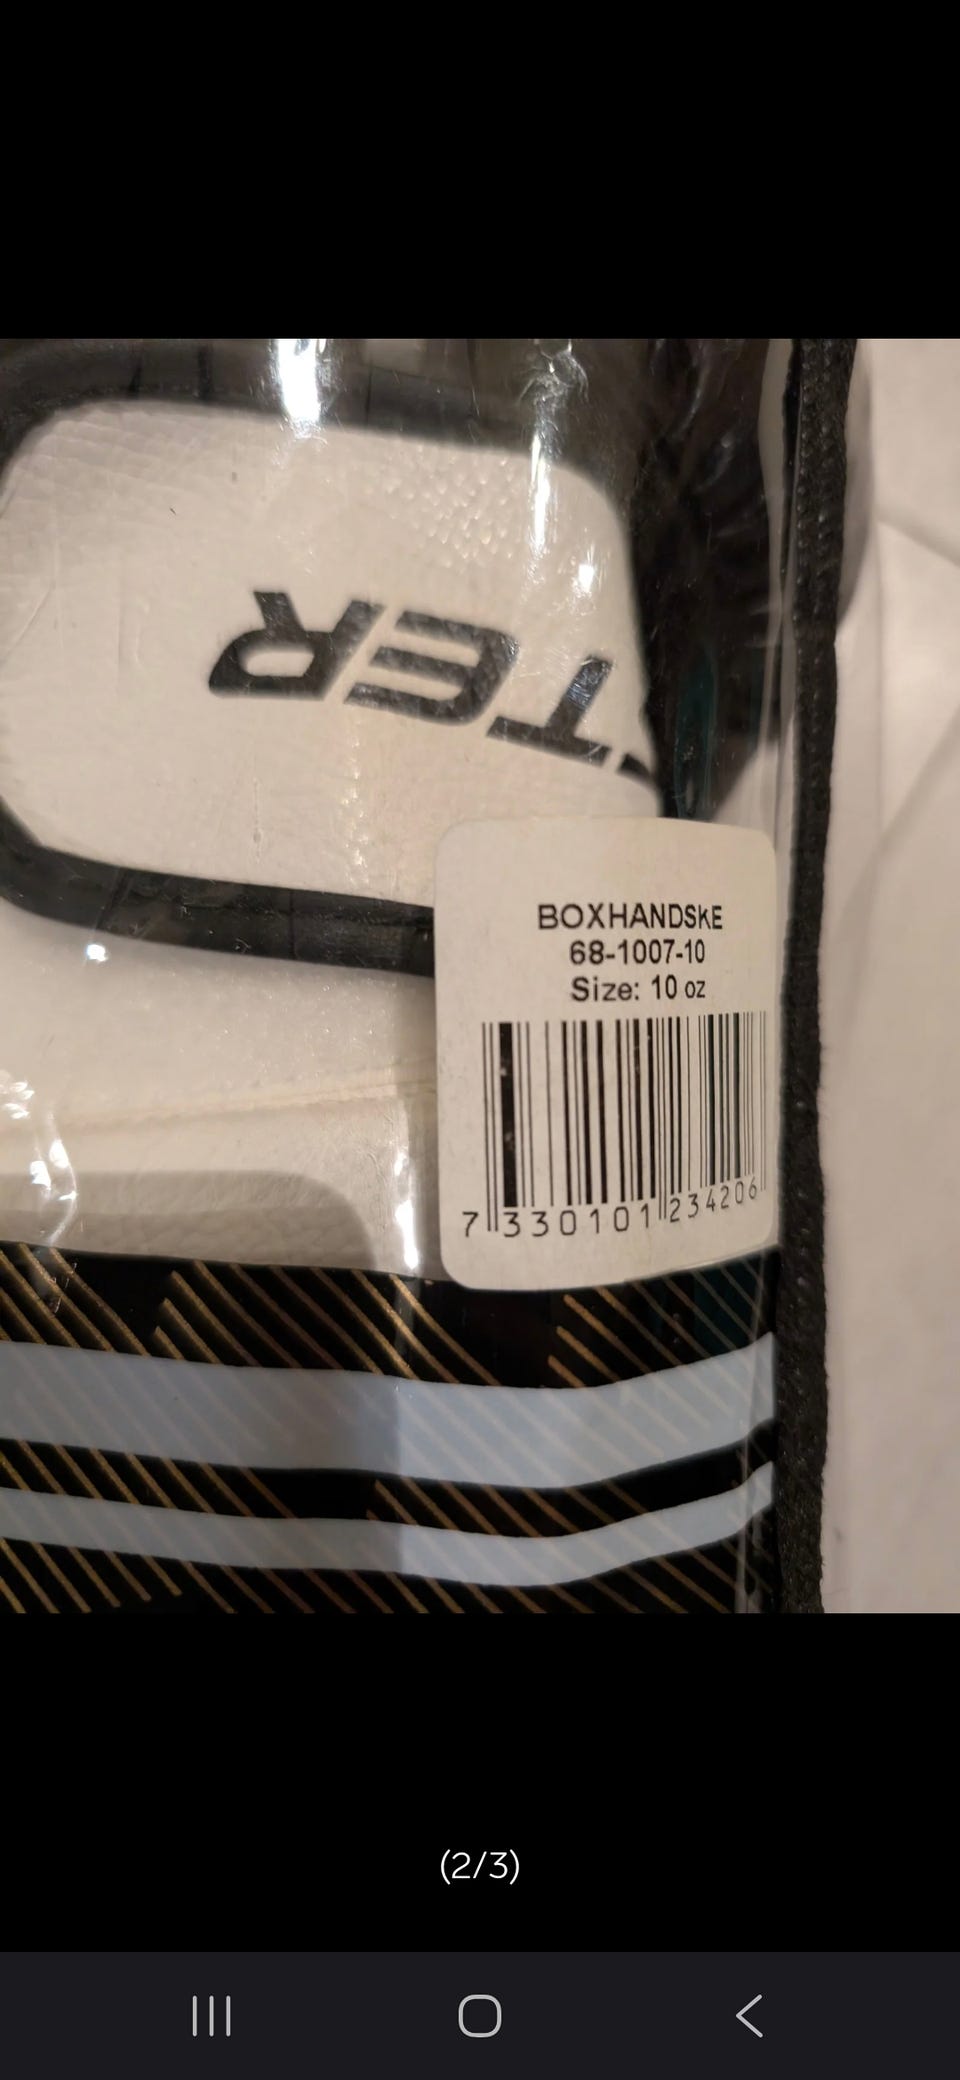 TER
BOXHANDSKE
68-1007-10
Size: 10 oz
7 330101 234206
(2/3)